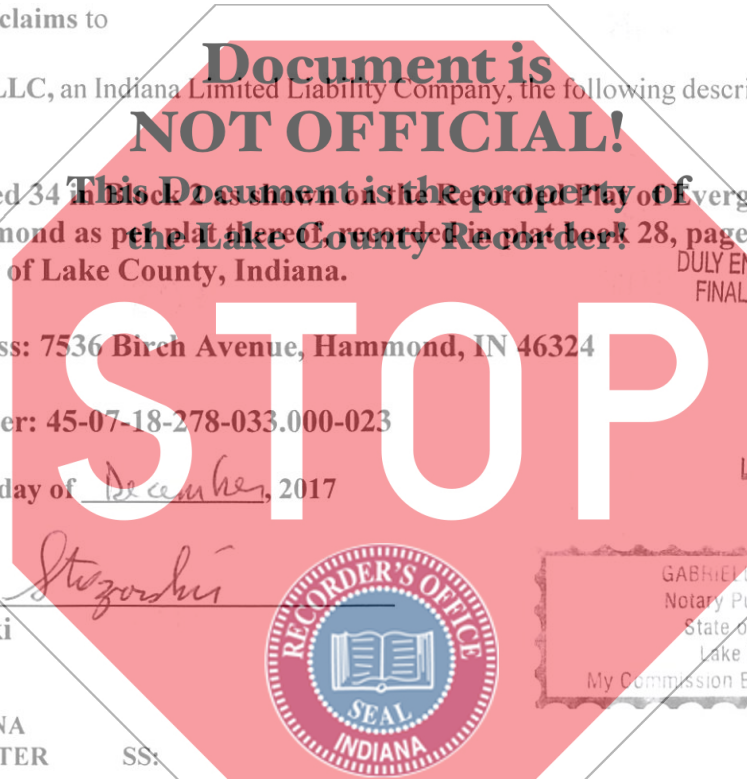 claims to
Document is
LLC, an Indiana Limited Liability Company, the following descri
NOT OFFICIAL!
This Document is the property of
ed 34 in Block 2 as shown on the Recorded Plat of Everg
the Lake County Recorder!
mond as per plat thereof, recorded in plat book 28, page
of Lake County, Indiana.
DULY EN
FINAL
STOP
ss: 7536 Birch Avenue, Hammond, IN 46324
er: 45-07-18-278-033.000-023
day of December, 2017
ki
RECORDER'S OFFICE
SEAL
INDIANA
GABRIELL
Notary Pu
State o
Lake
My Commission E
NA
TER SS: